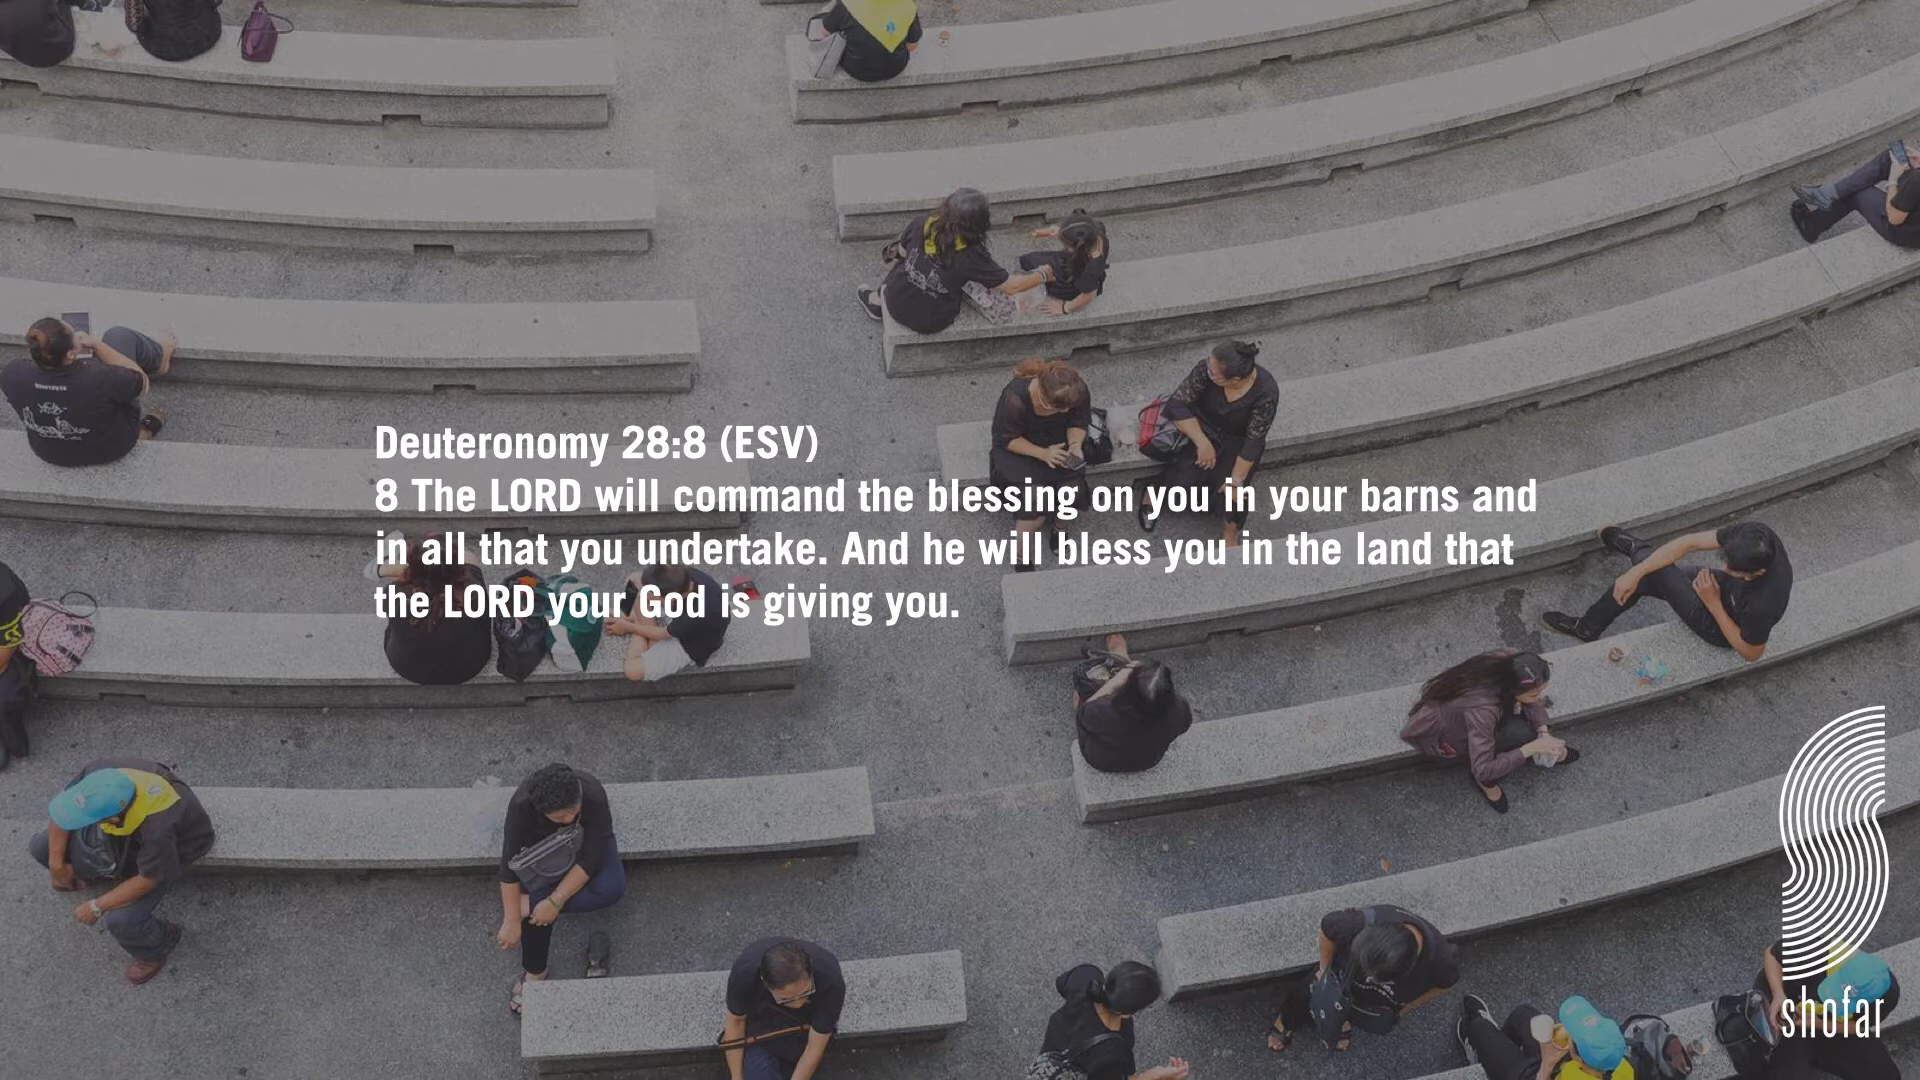 Deuteronomy 28:8 (ESV)
8 The LORD will command the blessing on you in your barns and
in all that you undertake. And he will bless you in the land that
the LORD your God is giving you.
shofar